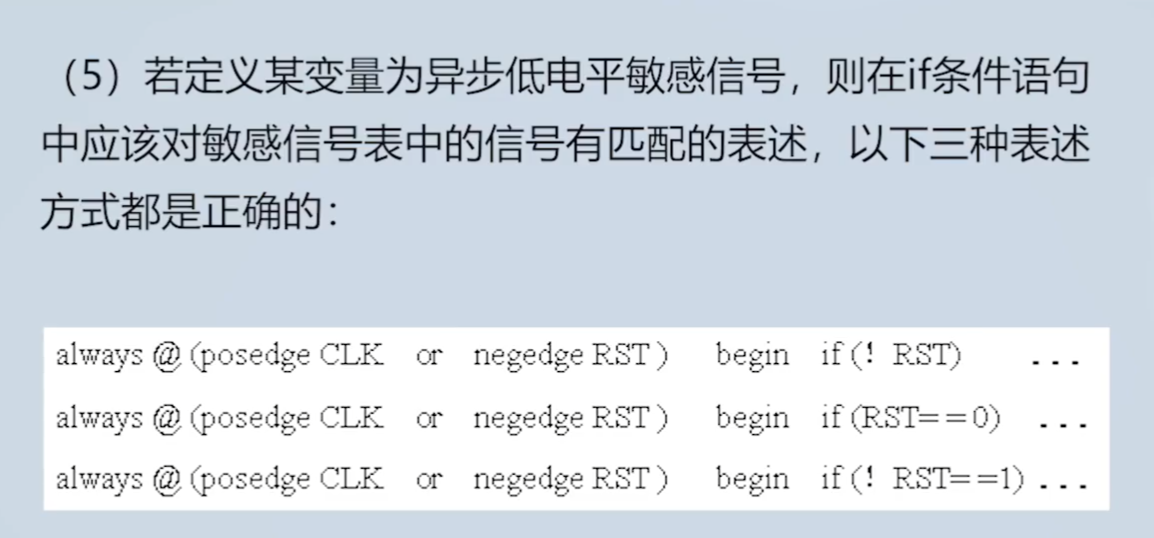 （5）若定义某变量为异步低电平敏感信号，则在if条件语句
中应该对敏感信号表中的信号有匹配的表述，以下三种表述
方式都是正确的：
always @ (posedge CLK or negedge RST ) begin if (! RST) ...
always @ (posedge CLK or negedge RST ) begin if (RST==0) ...
always @ (posedge CLK or negedge RST ) begin if (! RST==1) ...